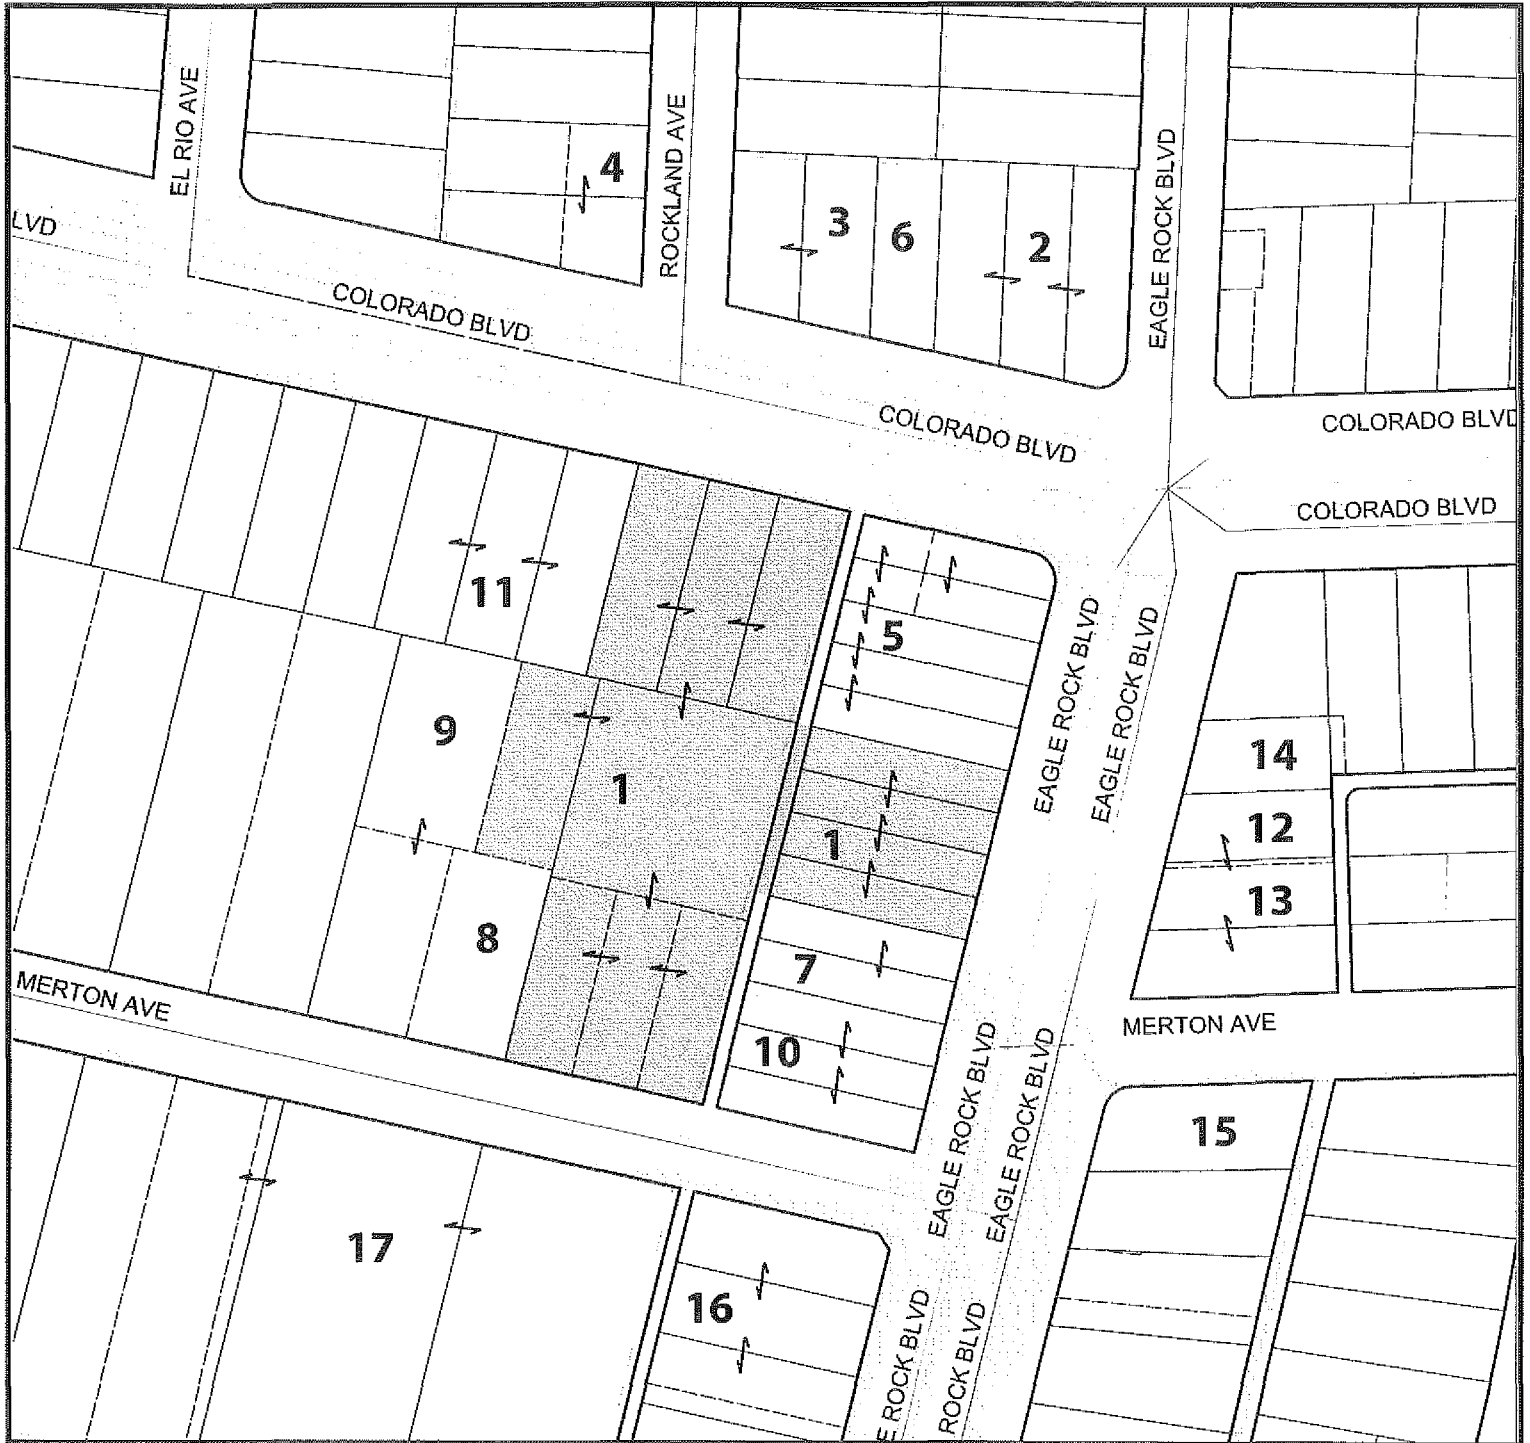 EL RIO AVE
ROCKLAND AVE
EAGLE ROCK BLVD
4
3
6
2
LVD
COLORADO BLVD
COLORADO BLVD
COLORADO BLVD
COLORADO BLVD
11
5
EAGLE ROCK BLVD
EAGLE ROCK BLVD
9
1
1
14
12
13
8
7
10
MERTON AVE
MERTON AVE
EAGLE ROCK BLVD
EAGLE ROCK BLVD
15
17
16
E ROCK BLVD
ROCK BLVD